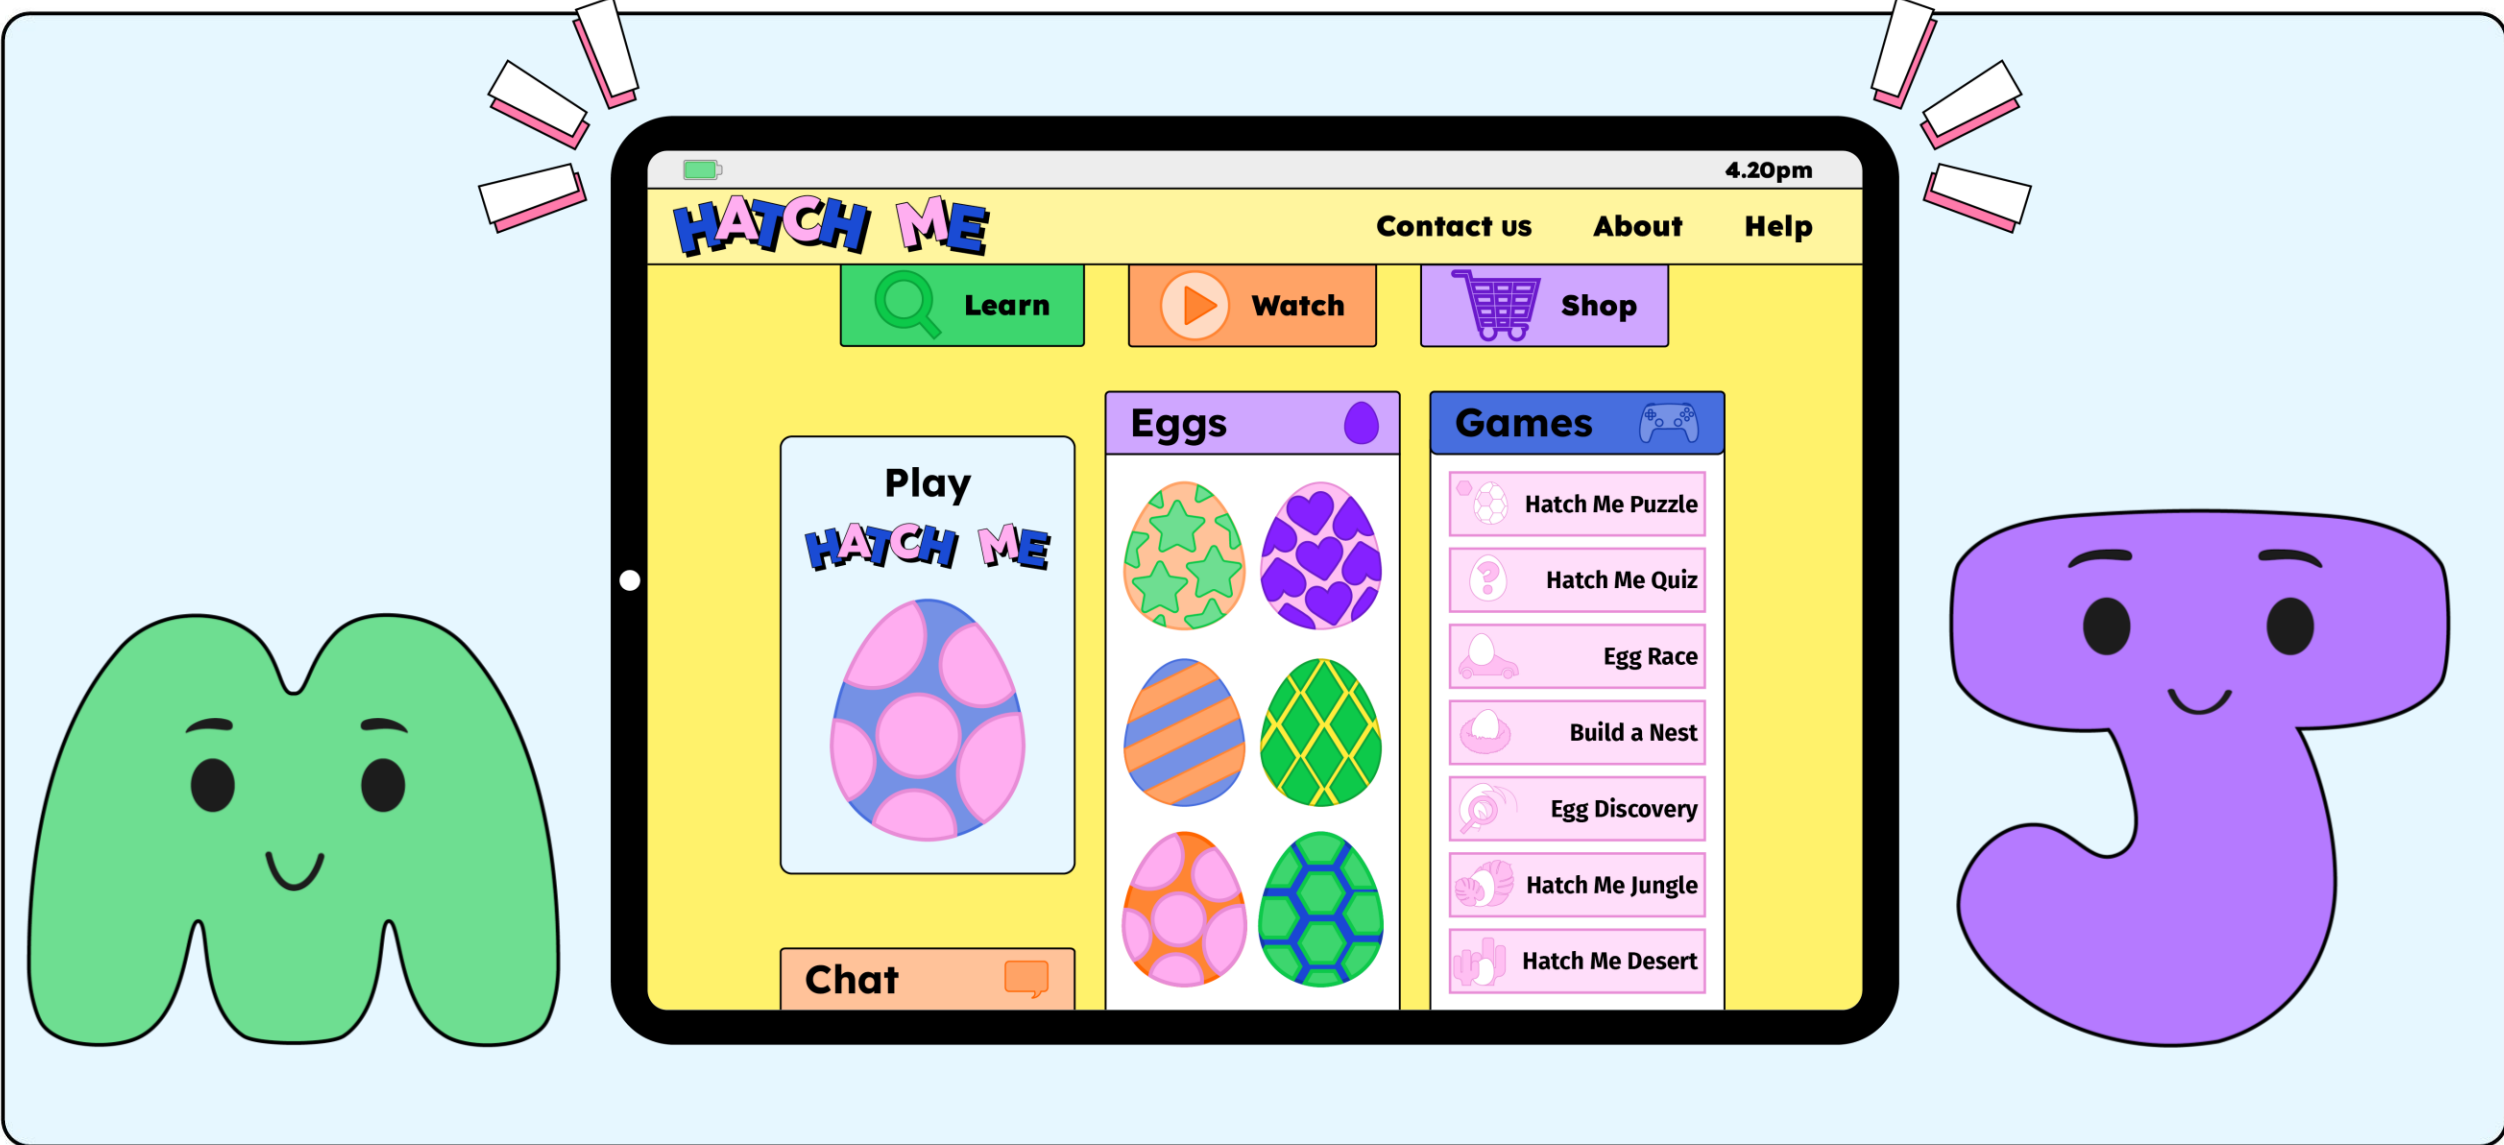 4.20pm
HATCH ME
Contact us
About
Help
Learn
Watch
Shop
Play
HATCH ME
Chat
Eggs
Games
Hatch Me Puzzle
Hatch Me Quiz
Egg Race
Build a Nest
Egg Discovery
Hatch Me Jungle
Hatch Me Desert